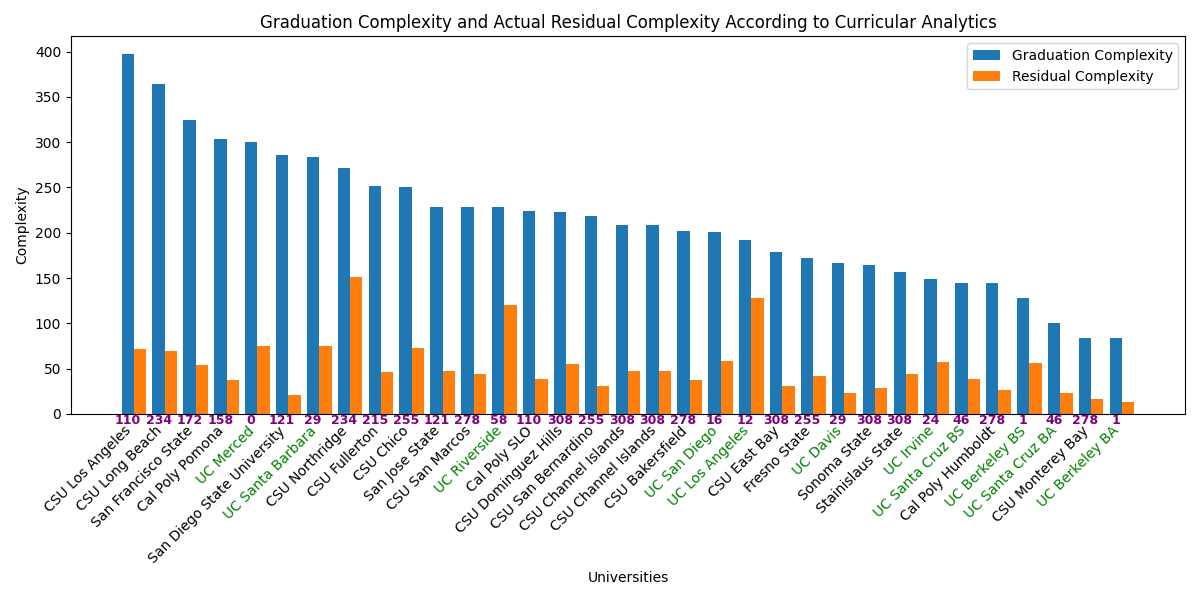 Graduation Complexity and Actual Residual Complexity According to Curricular Analytics
Graduation Complexity
Residual Complexity
Complexity
400
350
300
250
200
150
100
50
0
110 234 172 158 0 121 29 234 215 255 121 278 58 110 308 255 308 308 278 16 12 308 255 29 308 308 24 46 278 1 46 278 1
CSU Los Angeles
CSU Long Beach
San Francisco State
Cal Poly Pomona
UC Merced
San Diego State University
UC Santa Barbara
CSU Northridge
CSU Fullerton
CSU Chico
San Jose State
CSU San Marcos
UC Riverside
Cal Poly SLO
CSU Dominguez Hills
CSU San Bernardino
CSU Channel Islands
CSU Channel Islands
CSU Bakersfield
UC San Diego
UC Los Angeles
CSU East Bay
Fresno State
UC Davis
Sonoma State
Stainislaus State
UC Irvine
UC Santa Cruz BS
Cal Poly Humboldt
UC Berkeley BS
UC Santa Cruz BA
CSU Monterey Bay
UC Berkeley BA
Universities